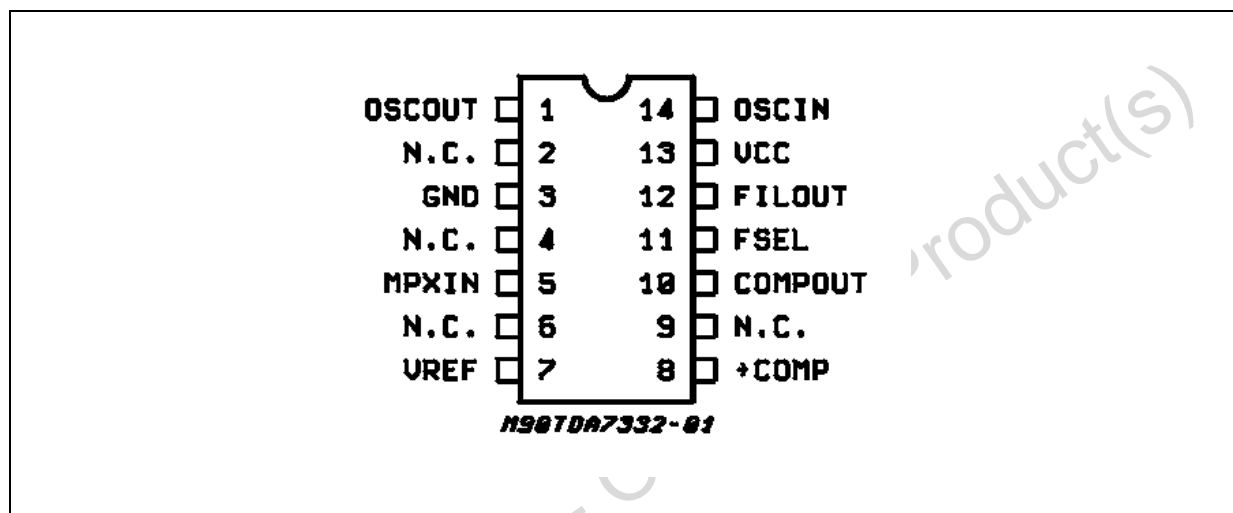 OSCOUT 1 14 OSCIN
N.C. 2 13 VCC
GND 3 12 FILOUT
N.C. 4 11 FSEL
MPXIN 5 10 COMPOUT
N.C. 6 9 N.C.
VREF 7 8 +COMP
M90TDA7332-01